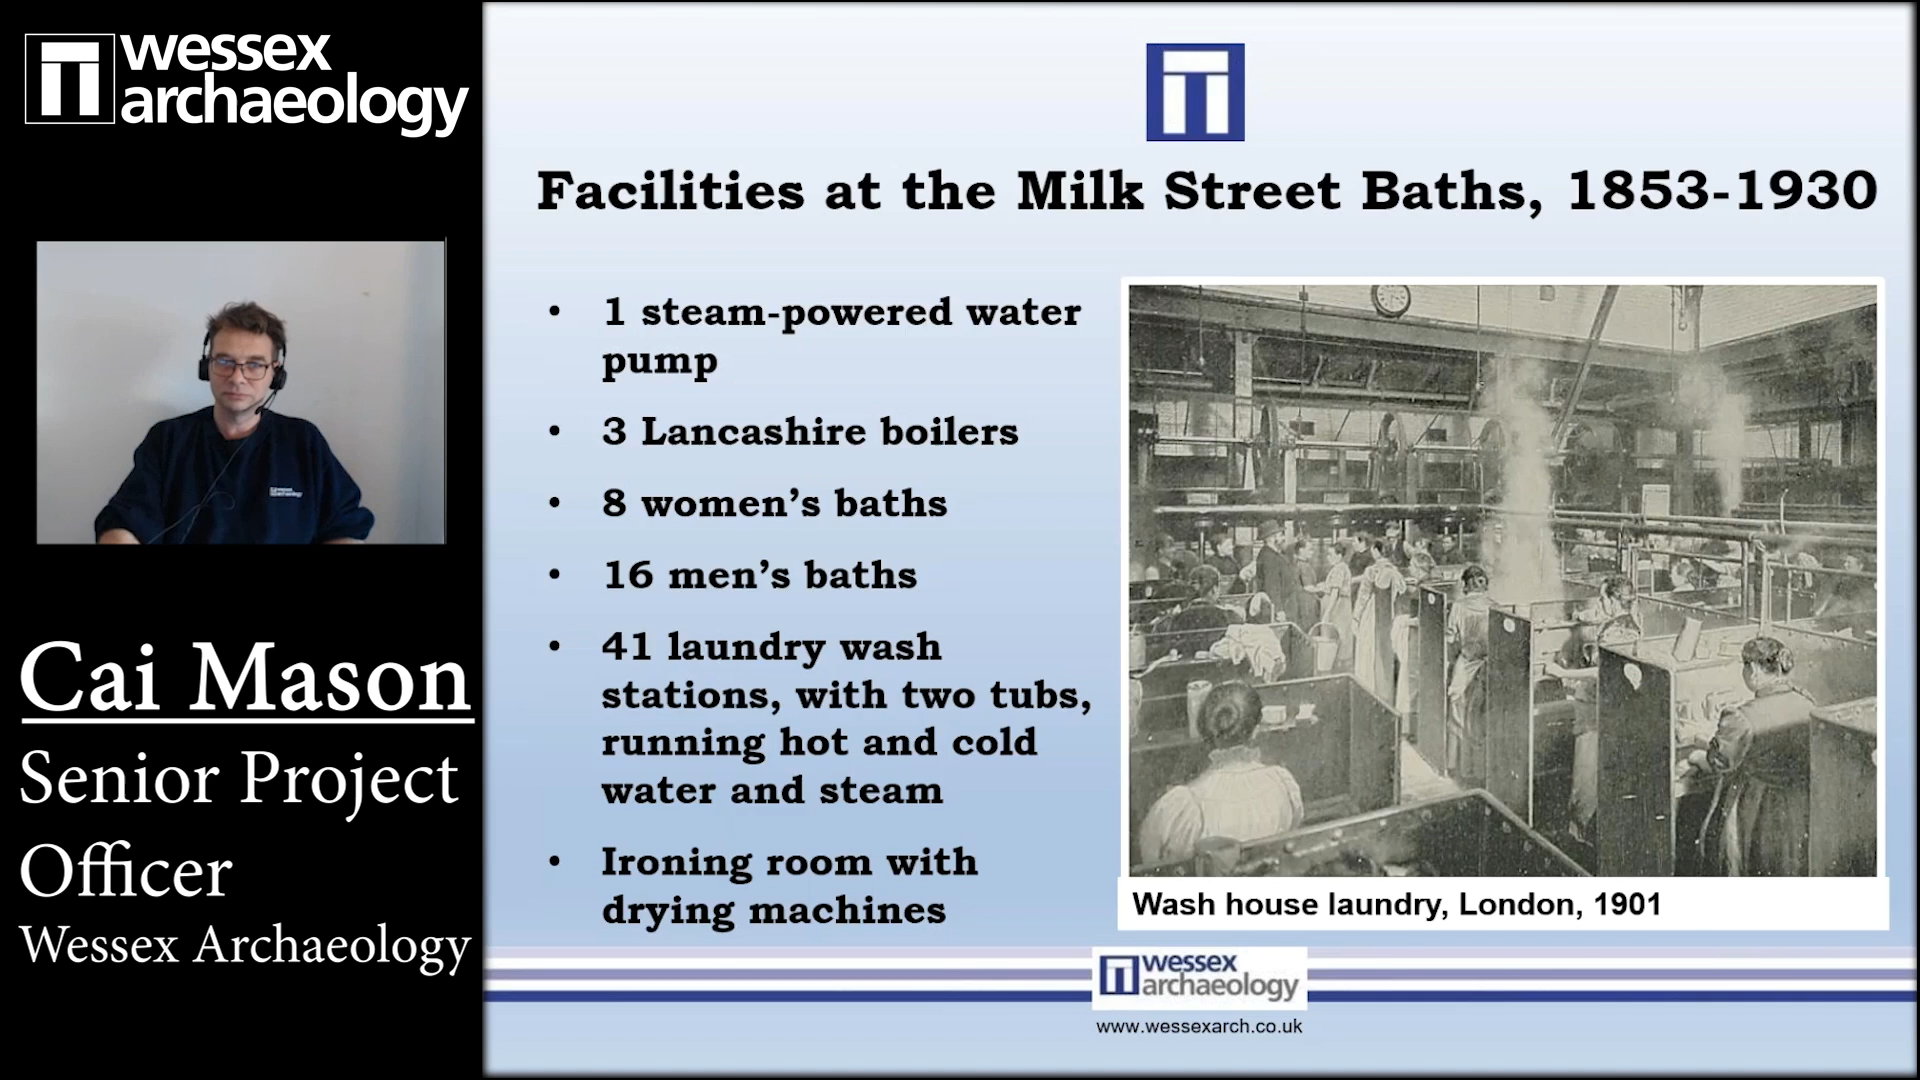 wessex
archaeology
Cai Mason
Senior Project
Officer
Wessex Archaeology
Facilities at the Milk Street Baths, 1853-1930
• 1 steam-powered water
pump
• 3 Lancashire boilers
• 8 women’s baths
• 16 men’s baths
• 41 laundry wash
stations, with two tubs,
running hot and cold
water and steam
• Ironing room with
drying machines
Wash house laundry, London, 1901
wessex
archaeology
www.wessexarch.co.uk